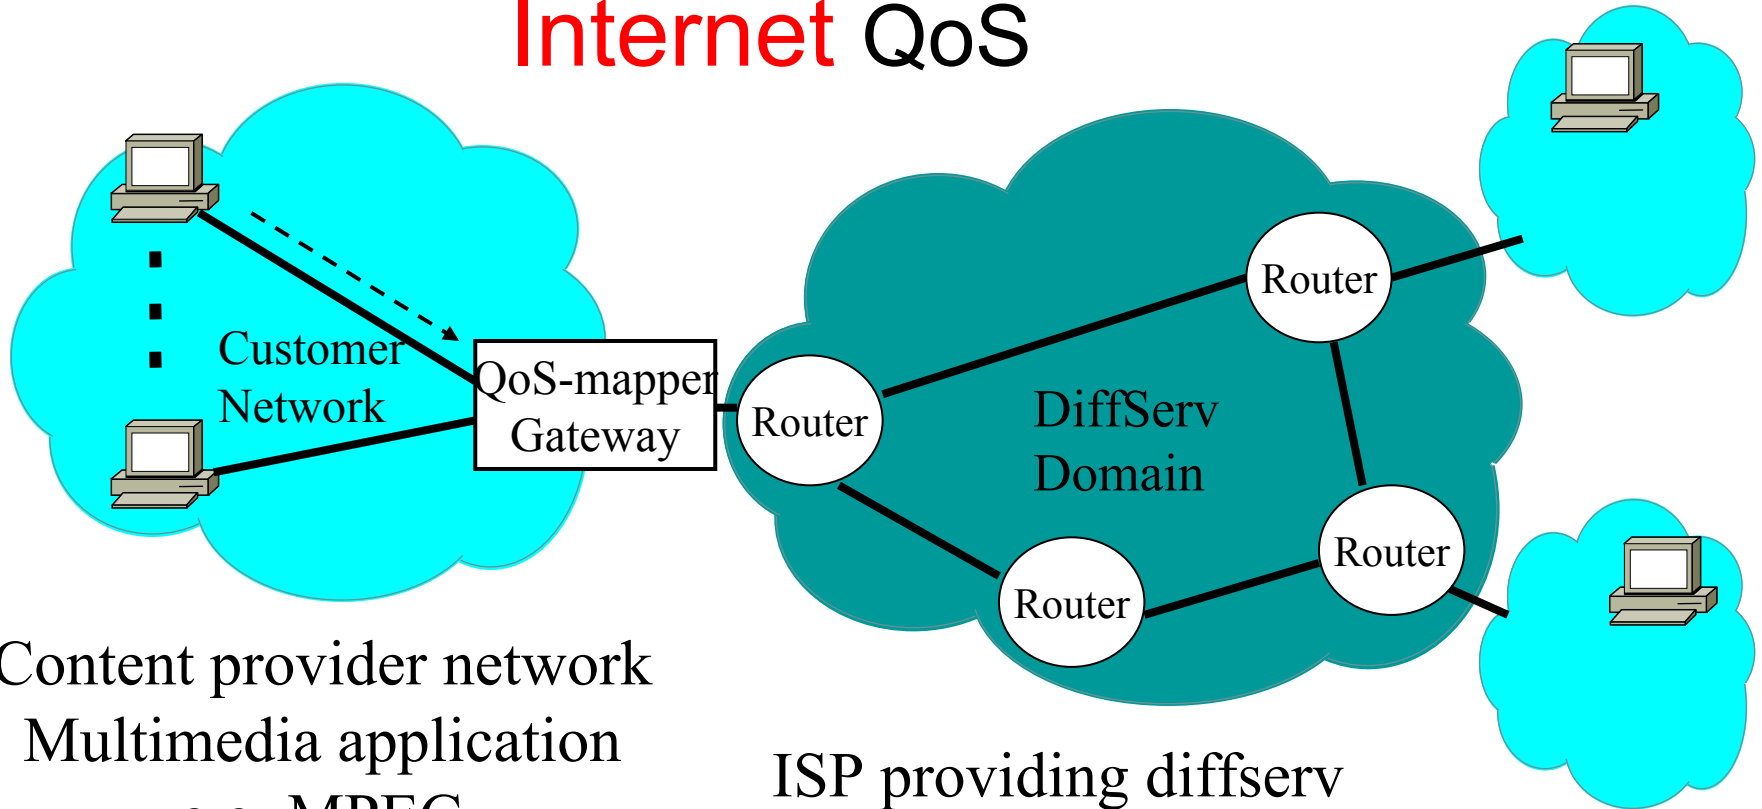 Internet QoS
Router
Customer
Network
QoS-mapper
Gateway
Router
DiffServ
Domain
Router
Router
Content provider network
Multimedia application
e.g. MPEG
ISP providing diffserv